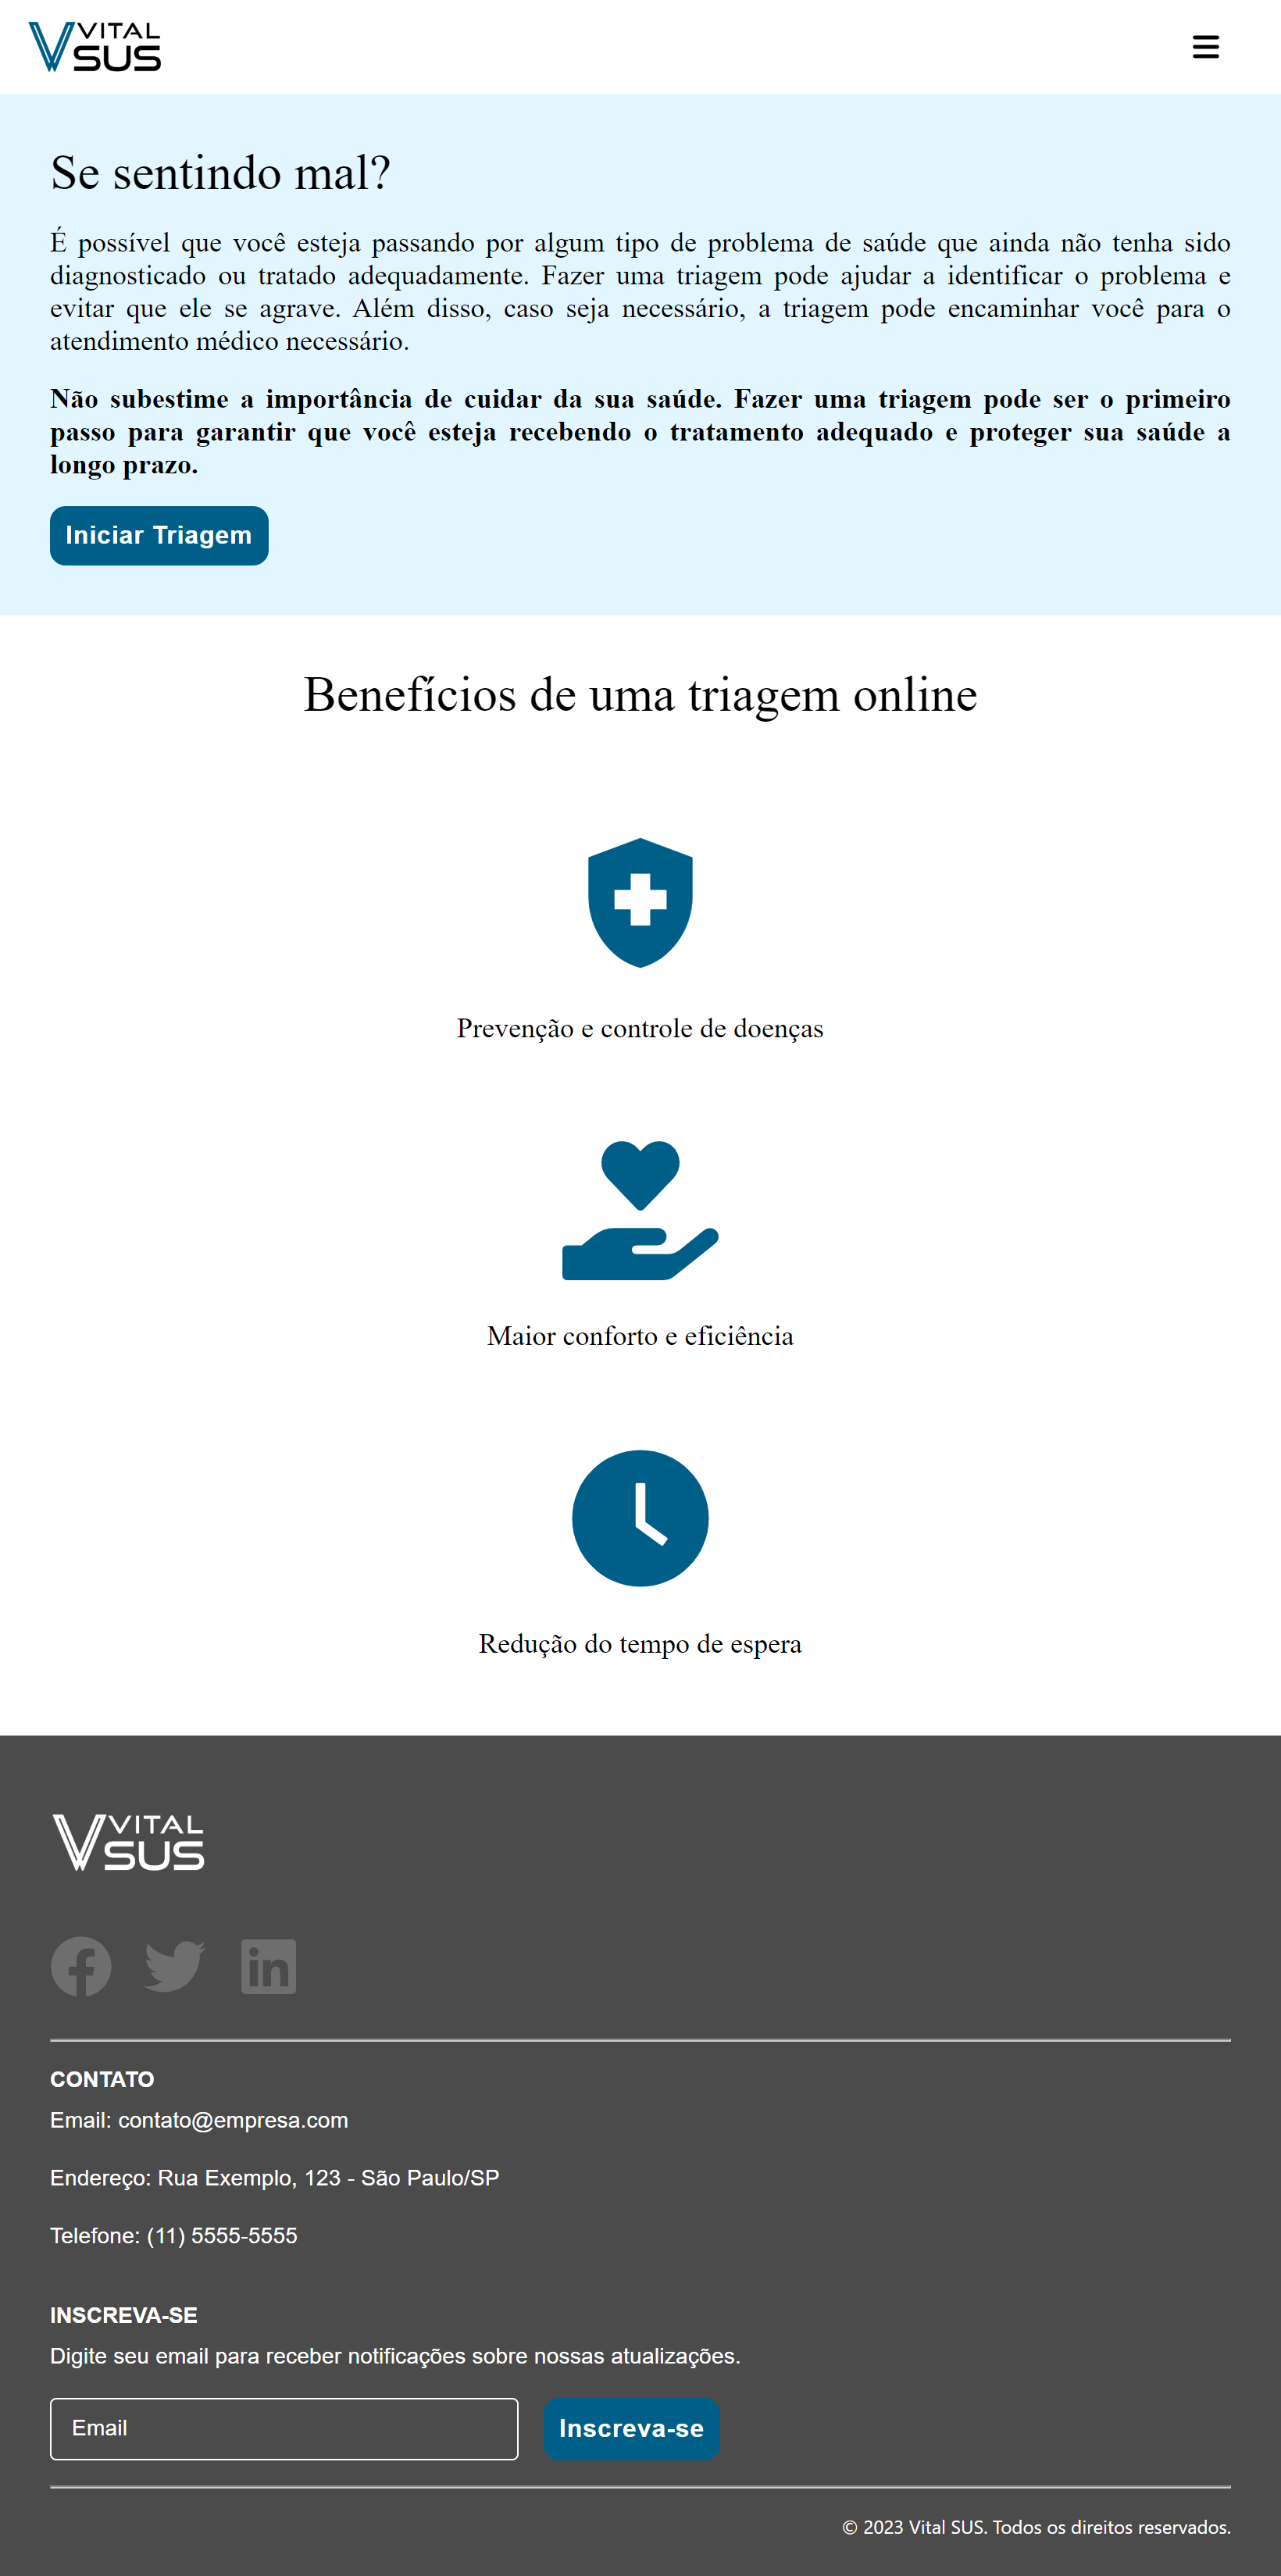 VITAL
SUS
Se sentindo mal?
É possível que você esteja passando por algum tipo de problema de saúde que ainda não tenha sido
diagnosticado ou tratado adequadamente. Fazer uma triagem pode ajudar a identificar o problema e
evitar que ele se agrave. Além disso, caso seja necessário, a triagem pode encaminhar você para o
atendimento médico necessário.
Não subestime a importância de cuidar da sua saúde. Fazer uma triagem pode ser o primeiro
passo para garantir que você esteja recebendo o tratamento adequado e proteger sua saúde a
longo prazo.
Iniciar Triagem
Benefícios de uma triagem online
Prevenção e controle de doenças
Maior conforto e eficiência
Redução do tempo de espera
VITAL
SUS
CONTATO
Email: contato@empresa.com
Endereço: Rua Exemplo, 123 - São Paulo/SP
Telefone: (11) 5555-5555
INSCREVA-SE
Digite seu email para receber notificações sobre nossas atualizações.
Email
Inscreva-se
© 2023 Vital SUS. Todos os direitos reservados.